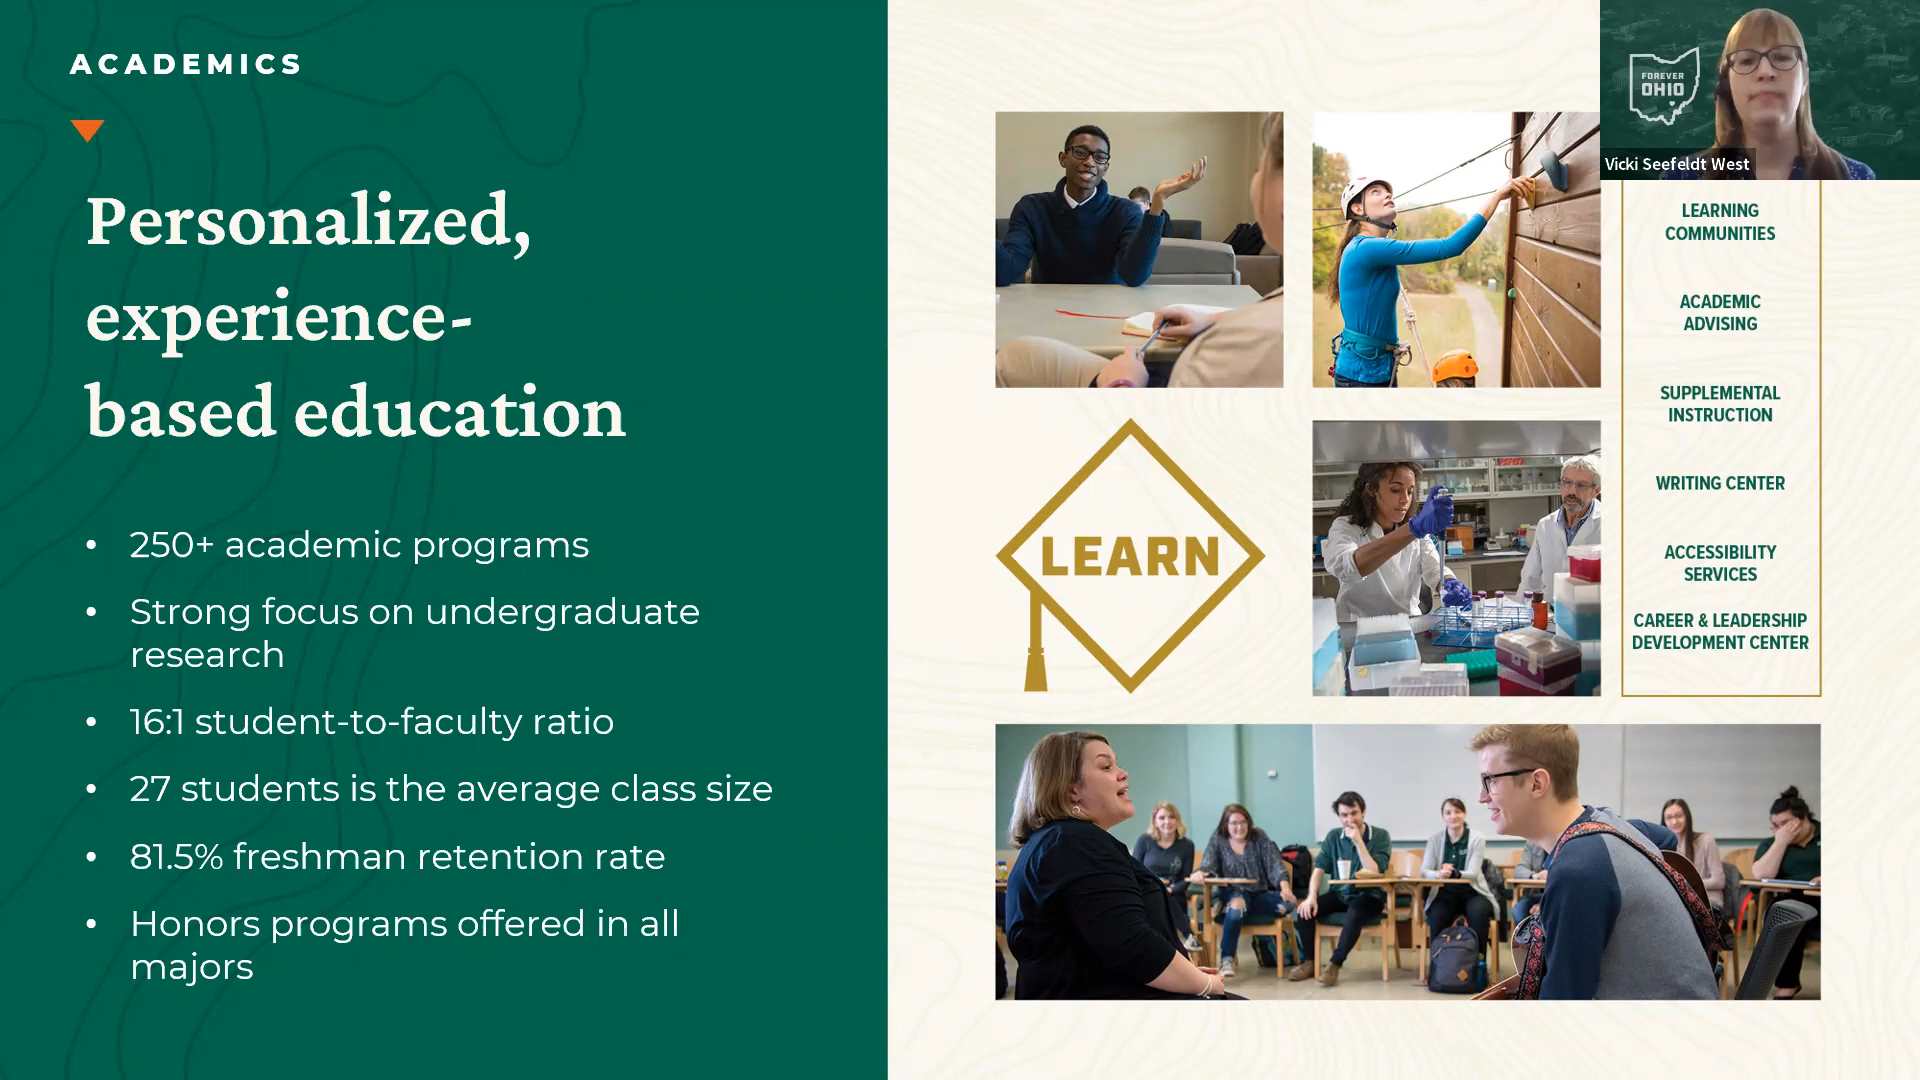 ACADEMICS
Personalized,
experience-
based education
• 250+ academic programs
• Strong focus on undergraduate
research
• 16:1 student-to-faculty ratio
• 27 students is the average class size
• 81.5% freshman retention rate
• Honors programs offered in all
majors
LEARN
FOREVER
OHIO
Vicki Seefeldt West
LEARNING
COMMUNITIES
ACADEMIC
ADVISING
SUPPLEMENTAL
INSTRUCTION
WRITING CENTER
ACCESSIBILITY
SERVICES
CAREER & LEADERSHIP
DEVELOPMENT CENTER